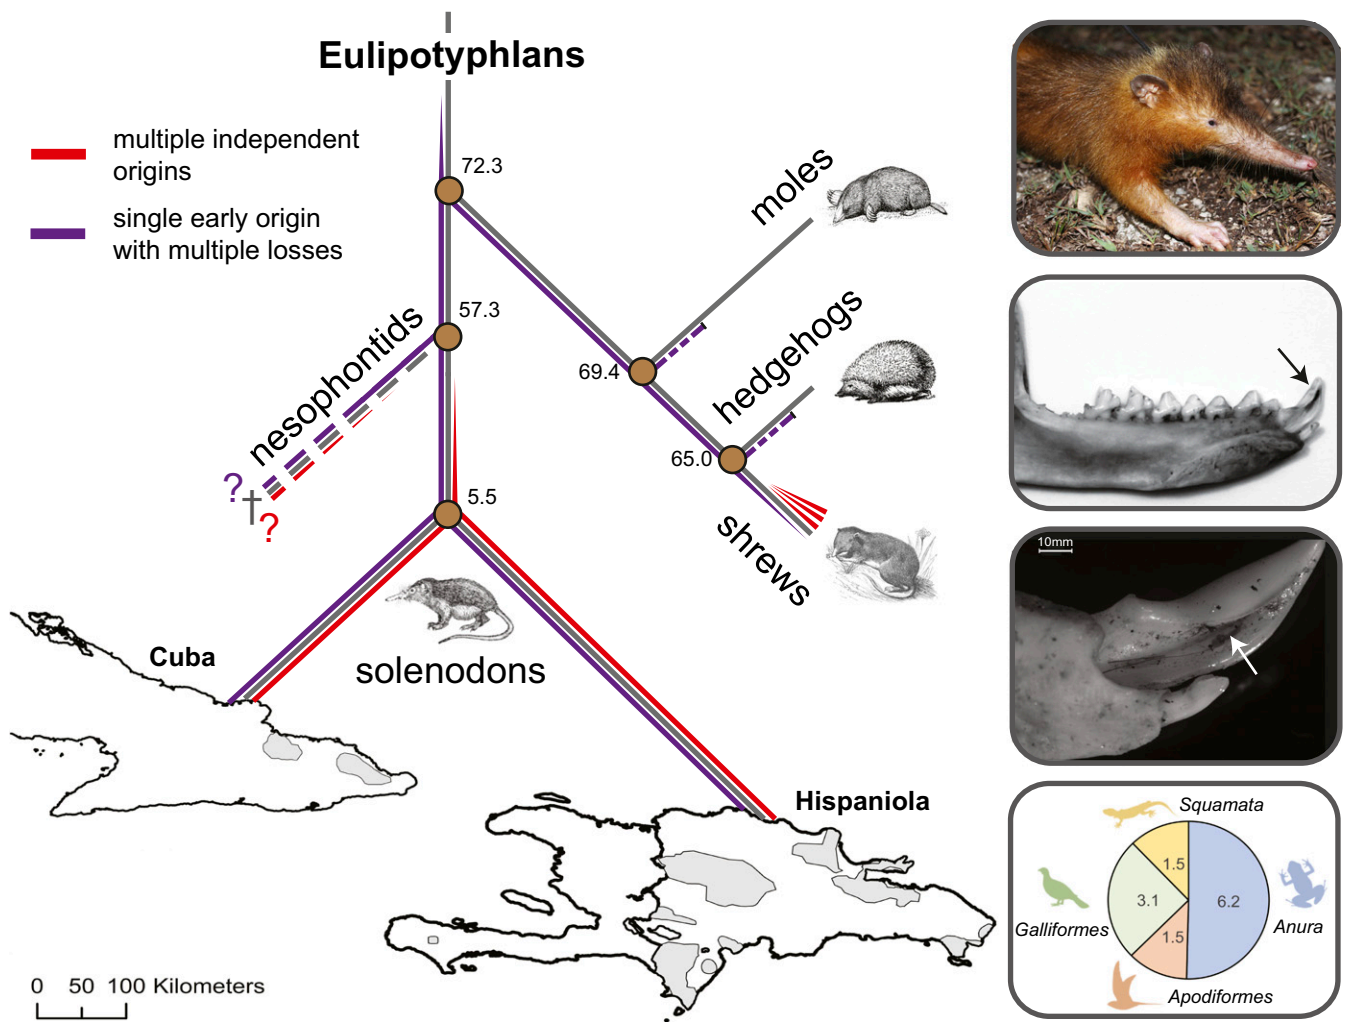 Eulipotyphlans
multiple independent
origins
single early origin
with multiple losses
72.3
57.3
69.4
65.0
5.5
moles
hedgehogs
shrews
nesophontids
?
†
?
solenodons
Cuba
Hispaniola
0 50 100 Kilometers
10mm
Squamata
1.5
3.1
6.2
Galliformes
Anura
1.5
Apodiformes